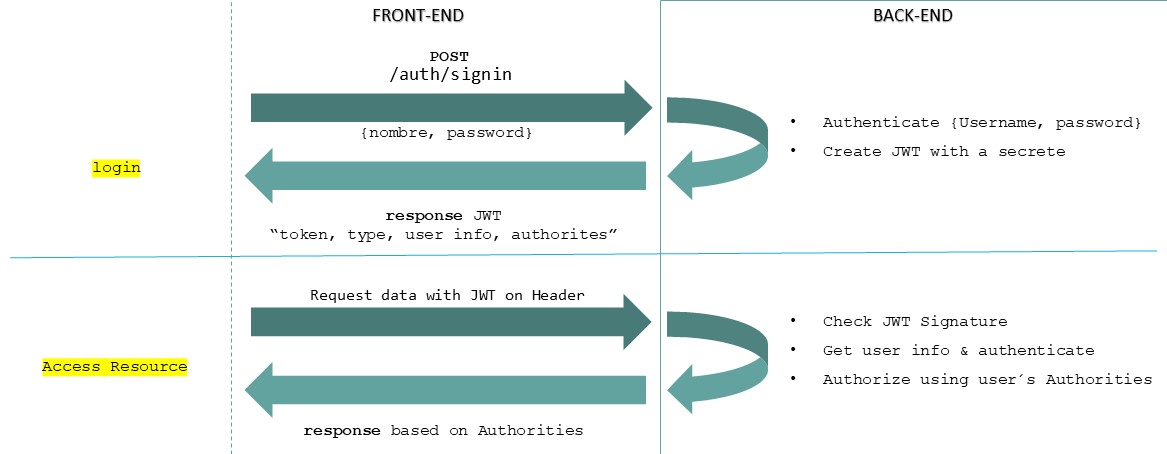 FRONT-END
BACK-END
POST
/auth/signin
{nombre, password}
• Authenticate {Username, password}
• Create JWT with a secrete
login
response JWT
“token, type, user info, authorites”
Request data with JWT on Header
• Check JWT Signature
• Get user info & authenticate
• Authorize using user´s Authorities
Access Resource
response based on Authorities